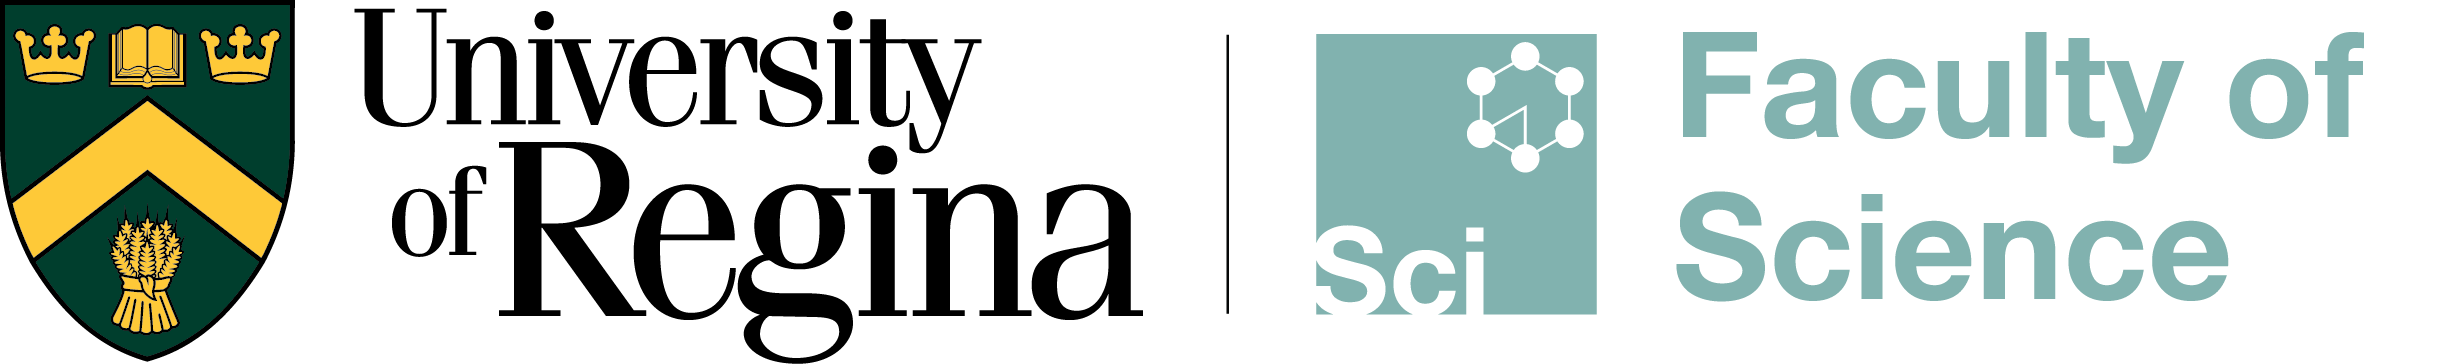 University
of Regina
Sci
Faculty of
Science